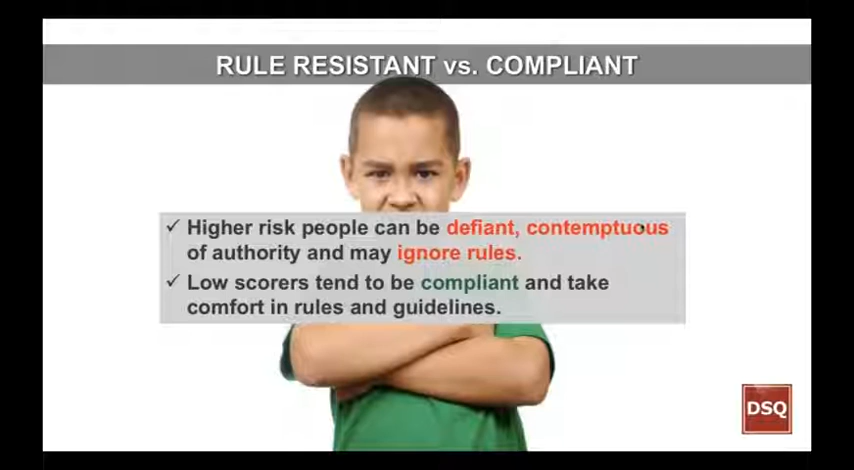 RULE RESISTANT vs. COMPLIANT
✓ Higher risk people can be defiant, contemptuous
of authority and may ignore rules.
✓ Low scorers tend to be compliant and take
comfort in rules and guidelines.
DSQ